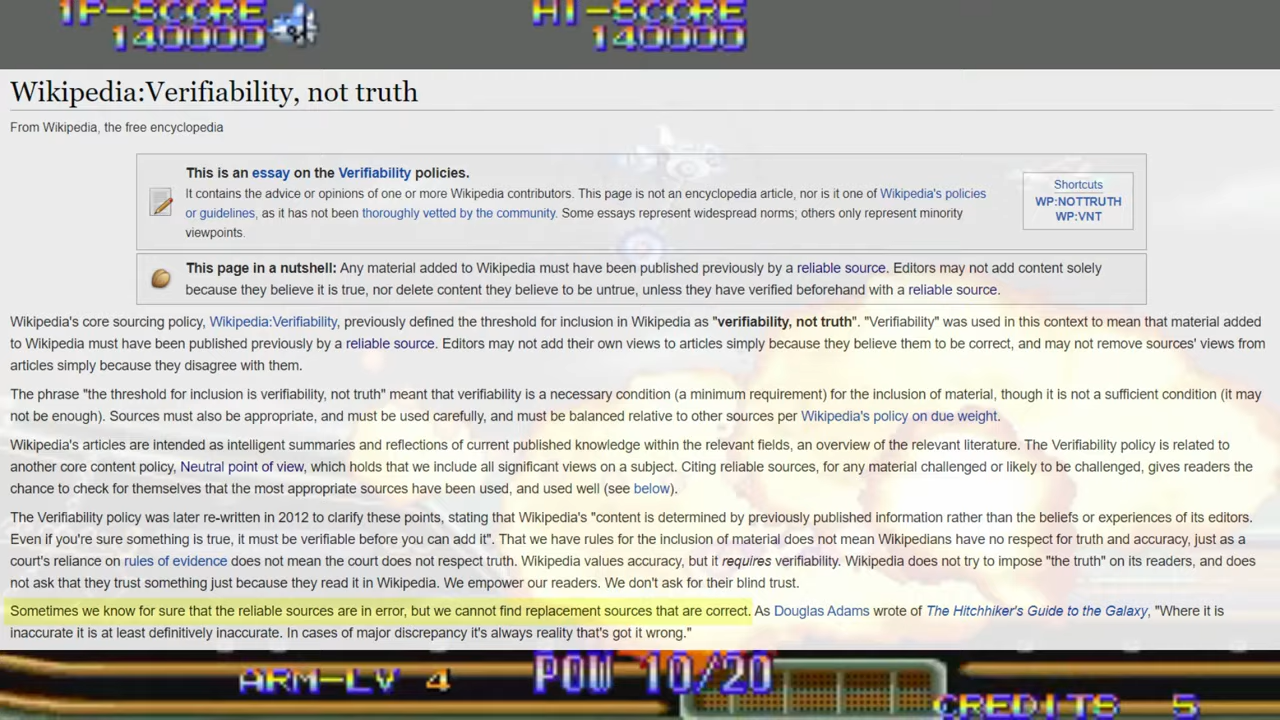 1P-SCORE HI-SCORE
140000 140000
Wikipedia:Verifiability, not truth
From Wikipedia, the free encyclopedia
This is an essay on the Verifiability policies.
It contains the advice or opinions of one or more Wikipedia contributors. This page is not an encyclopedia article, nor is it one of Wikipedia's policies
or guidelines, as it has not been thoroughly vetted by the community. Some essays represent widespread norms; others only represent minority
viewpoints.
Shortcuts
WP:NOTTRUTH
WP:VNT
This page in a nutshell: Any material added to Wikipedia must have been published previously by a reliable source. Editors may not add content solely
because they believe it is true, nor delete content they believe to be untrue, unless they have verified beforehand with a reliable source.
Wikipedia's core sourcing policy, Wikipedia:Verifiability, previously defined the threshold for inclusion in Wikipedia as "verifiability, not truth". "Verifiability" was used in this context to mean that material added
to Wikipedia must have been published previously by a reliable source. Editors may not add their own views to articles simply because they believe them to be correct, and may not remove sources' views from
articles simply because they disagree with them.
The phrase "the threshold for inclusion is verifiability, not truth" meant that verifiability is a necessary condition (a minimum requirement) for the inclusion of material, though it is not a sufficient condition (it may
not be enough). Sources must also be appropriate, and must be used carefully, and must be balanced relative to other sources per Wikipedia's policy on due weight.
Wikipedia's articles are intended as intelligent summaries and reflections of current published knowledge within the relevant fields, an overview of the relevant literature. The Verifiability policy is related to
another core content policy, Neutral point of view, which holds that we include all significant views on a subject. Citing reliable sources, for any material challenged or likely to be challenged, gives readers the
chance to check for themselves that the most appropriate sources have been used, and used well (see below).
The Verifiability policy was later re-written in 2012 to clarify these points, stating that Wikipedia's "content is determined by previously published information rather than the beliefs or experiences of its editors.
Even if you're sure something is true, it must be verifiable before you can add it". That we have rules for the inclusion of material does not mean Wikipedians have no respect for truth and accuracy, just as a
court's reliance on rules of evidence does not mean the court does not respect truth. Wikipedia values accuracy, but it requires verifiability. Wikipedia does not try to impose "the truth" on its readers, and does
not ask that they trust something just because they read it in Wikipedia. We empower our readers. We don't ask for their blind trust.
Sometimes we know for sure that the reliable sources are in error, but we cannot find replacement sources that are correct. As Douglas Adams wrote of The Hitchhiker's Guide to the Galaxy, "Where it is
inaccurate it is at least definitively inaccurate. In cases of major discrepancy it's always reality that's got it wrong."
ARM-LV 4 POW 10/20 CREDITS 5